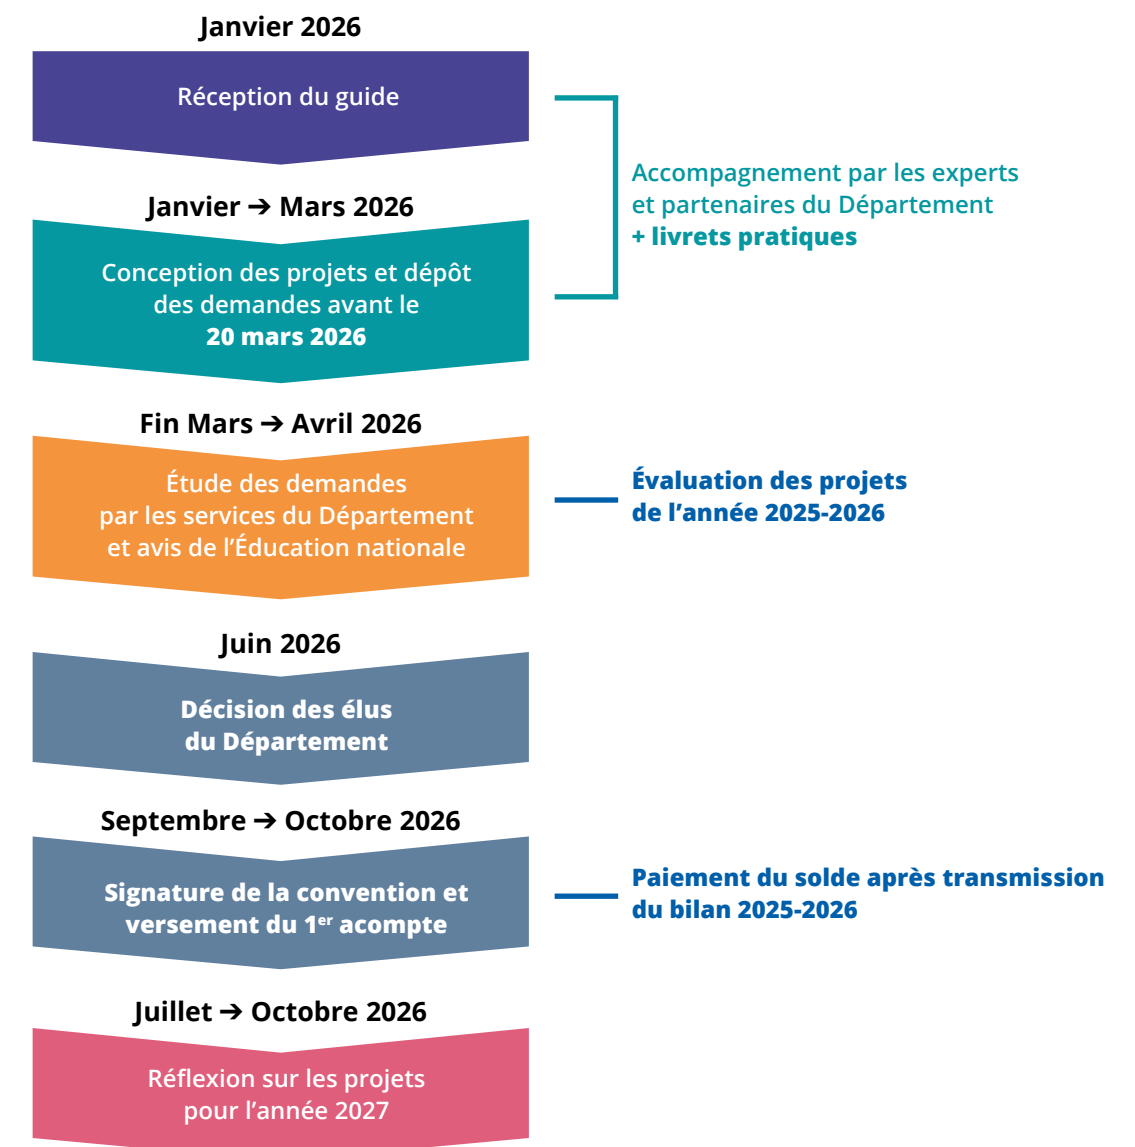 Janvier 2026
Réception du guide
Accompagnement par les experts
et partenaires du Département
+ livrets pratiques
Janvier → Mars 2026
Conception des projets et dépôt
des demandes avant le
20 mars 2026
Fin Mars → Avril 2026
Étude des demandes
par les services du Département
et avis de l’Éducation nationale
Évaluation des projets
de l’année 2025-2026
Juin 2026
Décision des élus
du Département
Septembre → Octobre 2026
Signature de la convention et
versement du 1er acompte
Paiement du solde après transmission
du bilan 2025-2026
Juillet → Octobre 2026
Réflexion sur les projets
pour l’année 2027